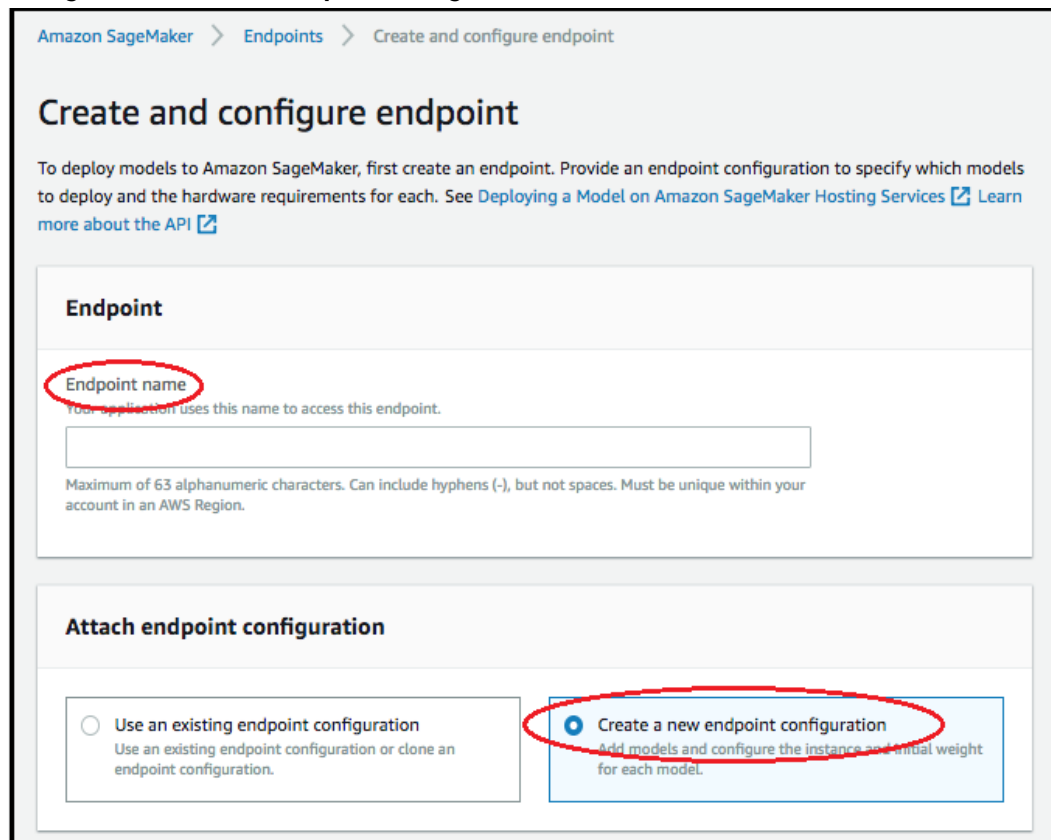 Amazon SageMaker > Endpoints > Create and configure endpoint
Create and configure endpoint
To deploy models to Amazon SageMaker, first create an endpoint. Provide an endpoint configuration to specify which models
to deploy and the hardware requirements for each. See Deploying a Model on Amazon SageMaker Hosting Services Learn
more about the API
Endpoint
Endpoint name
Your application uses this name to access this endpoint.
Maximum of 63 alphanumeric characters. Can include hyphens (-), but not spaces. Must be unique within your
account in an AWS Region.
Attach endpoint configuration
Use an existing endpoint configuration
Use an existing endpoint configuration or clone an
endpoint configuration.
Create a new endpoint configuration
Add models and configure the instance and initial weight
for each model.